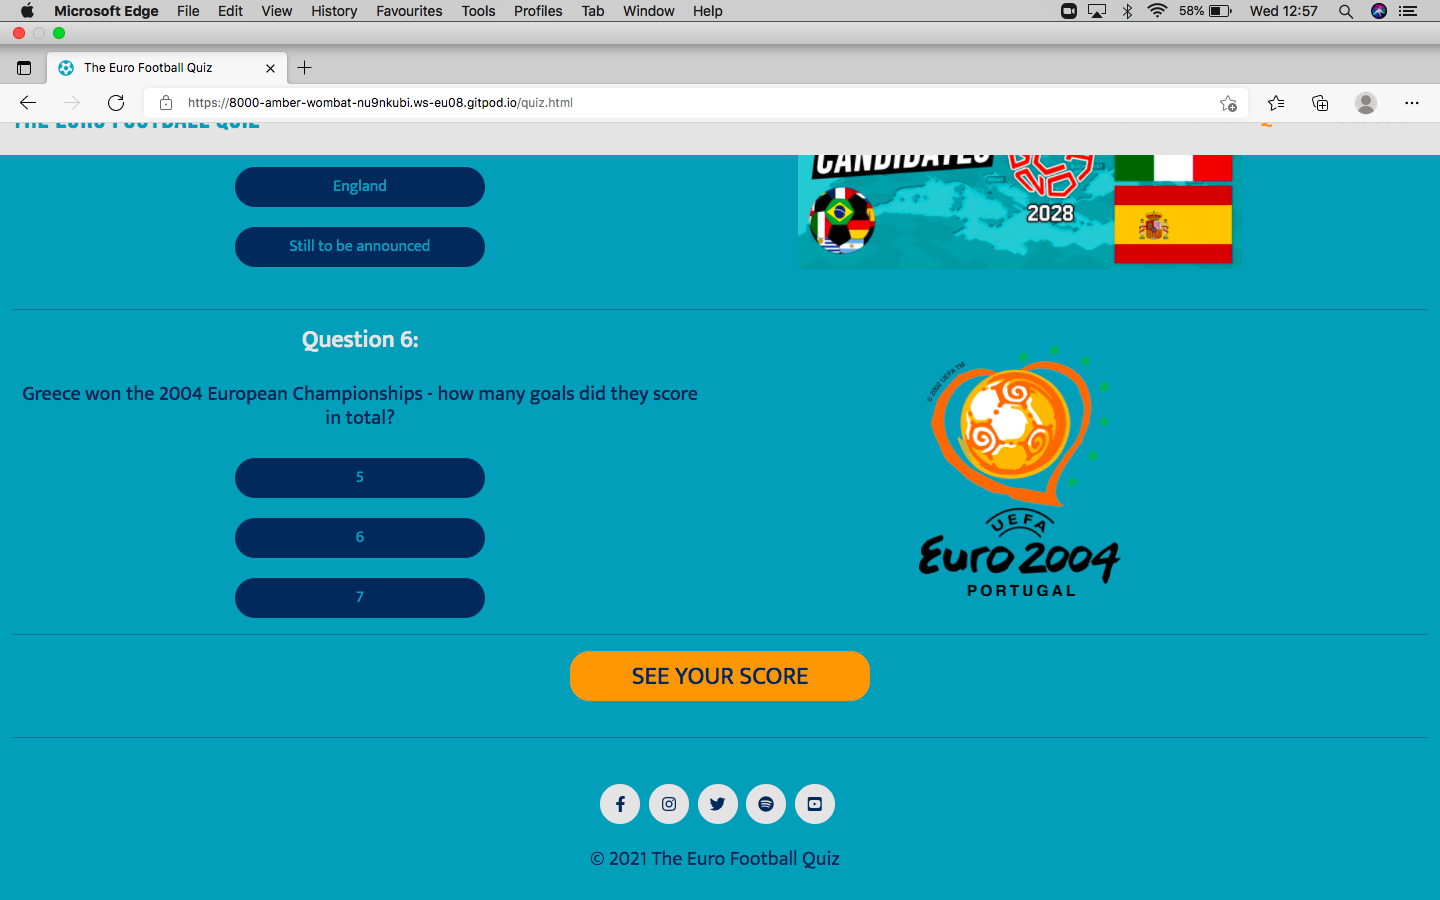 Microsoft Edge File Edit View History Favourites Tools Profiles Tab Window Help 58% Wed 12:57
The Euro Football Quiz
https://8000-amber-wombat-nu9nkubi.ws-eu08.gitpod.io/quiz.html
THE EURO FOOTBALL QUIZ
England
Still to be announced
CANDIDATES
2028
Question 6:
Greece won the 2004 European Championships - how many goals did they score
in total?
5
6
7
© 2002 UEFA TM
UEFA
Euro 2004
PORTUGAL
SEE YOUR SCORE
© 2021 The Euro Football Quiz